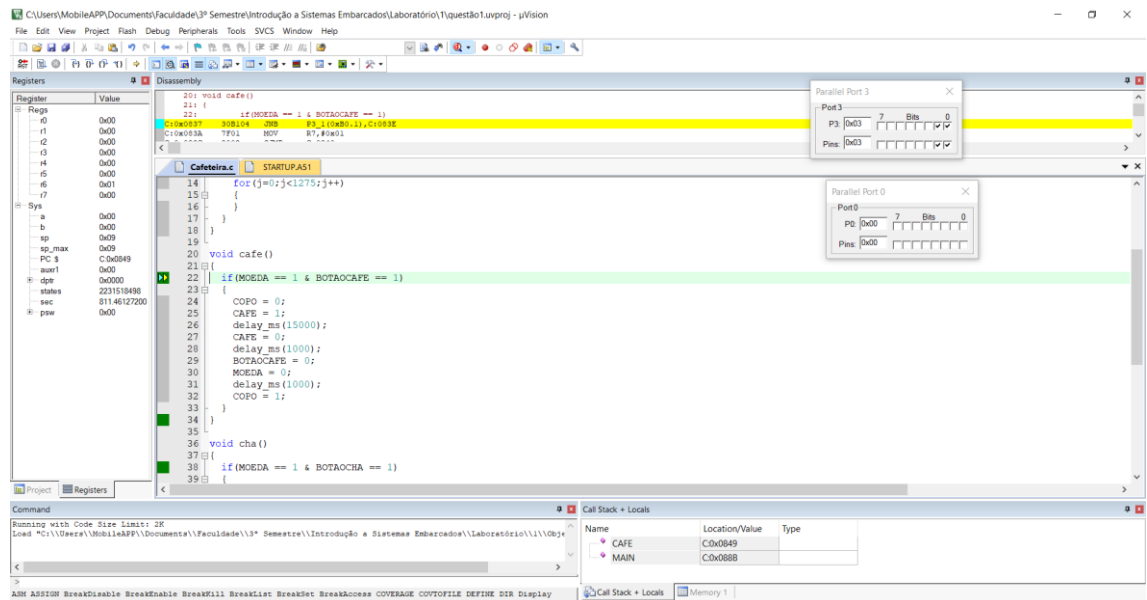 C:\Users\MobileAPP\Documents\Faculdade\3º Semestre\Introdução a Sistemas Embarcados\Laboratório\1\questão1.uvproj - µVision
File Edit View Project Flash Debug Peripherals Tools SVCS Window Help
Registers
Register Value
Regs
r0 0x00
r1 0x00
r2 0x00
r3 0x00
r4 0x00
r5 0x00
r6 0x01
r7 0x00
Sys
a 0x00
b 0x00
sp 0x09
sp_max 0x09
PC $ C:0x0849
auxr1 0x00
dptr 0x0000
states 2231518498
sec 811.46127200
psw 0x00
Project Registers
Disassembly
20: void cafe()
21: {
22: if(MOEDA == 1 & BOTAOCAFE == 1)
C:0x0837 30B104 JNB P3_1(0xB0.1),C:083E
C:0x083A 7F01 MOV R7,#0x01
Parallel Port 3
Port 3
7 Bits 0
P3: 0x03
Pins: 0x03
Cafeteira.c STARTUP.A51
14 for(j=0;j<1275;j++)
15 {
16 }
17 }
18 }
19
20 void cafe()
21 {
22 if(MOEDA == 1 & BOTAOCAFE == 1)
23 {
24 COPO = 0;
25 CAFE = 1;
26 delay_ms(15000);
27 CAFE = 0;
28 delay_ms(1000);
29 BOTAOCAFE = 0;
30 MOEDA = 0;
31 delay_ms(1000);
32 COPO = 1;
33 }
34 }
35
36 void cha()
37 {
38 if(MOEDA == 1 & BOTAOCHA == 1)
39 {
Parallel Port 0
Port 0
7 Bits 0
P0: 0x00
Pins: 0x00
Command
Running with Code Size Limit: 2K
Load "C:\\Users\\MobileAPP\\Documents\\Faculdade\\3º Semestre\\Introdução a Sistemas Embarcados\\Laboratório\\1\\Obje
>
ASM ASSIGN BreakDisable BreakEnable BreakKill BreakList BreakSet BreakAccess COVERAGE COVTOFILE DEFINE DIR Display
Call Stack + Locals
Name Location/Value Type
CAFE C:0x0849
MAIN C:0x088B
Call Stack + Locals Memory 1